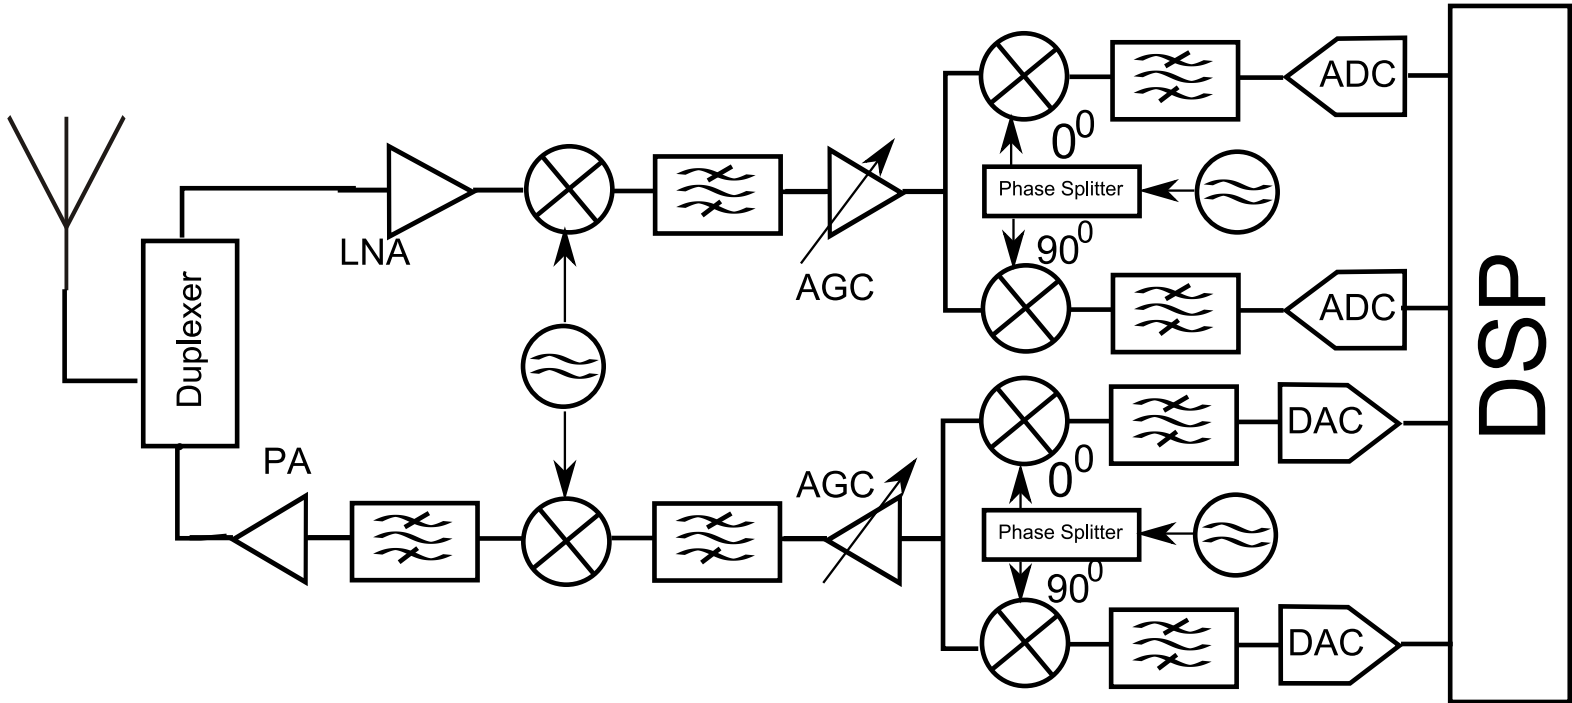 ADC
0⁰
Phase Splitter
LNA
90⁰
AGC
ADC
Duplexer
DSP
DAC
PA
AGC
0⁰
Phase Splitter
90⁰
DAC